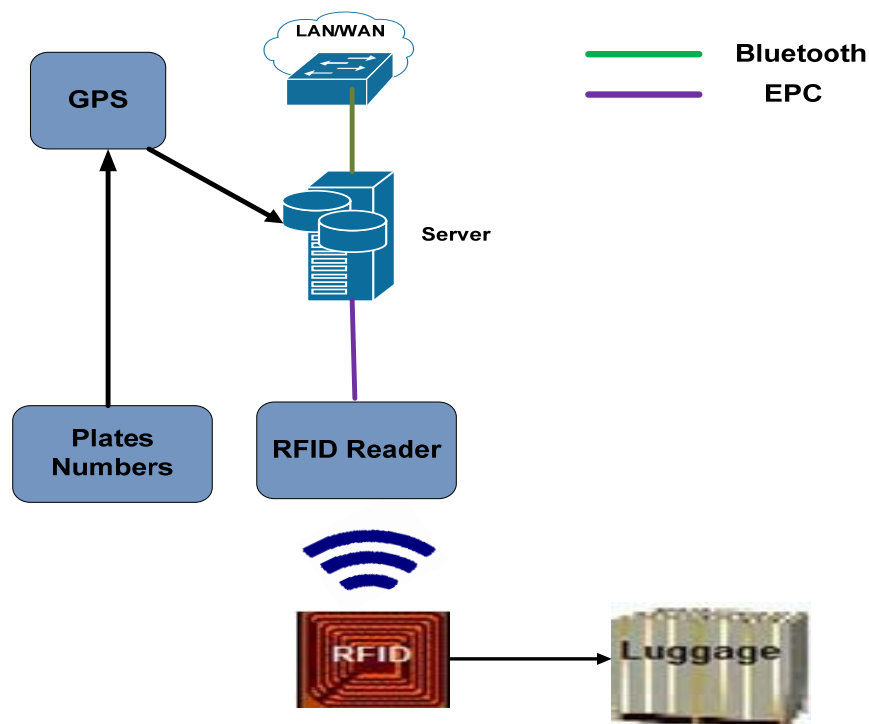 LAN/WAN
Bluetooth
EPC
GPS
Server
Plates
Numbers
RFID Reader
RFID
Luggage